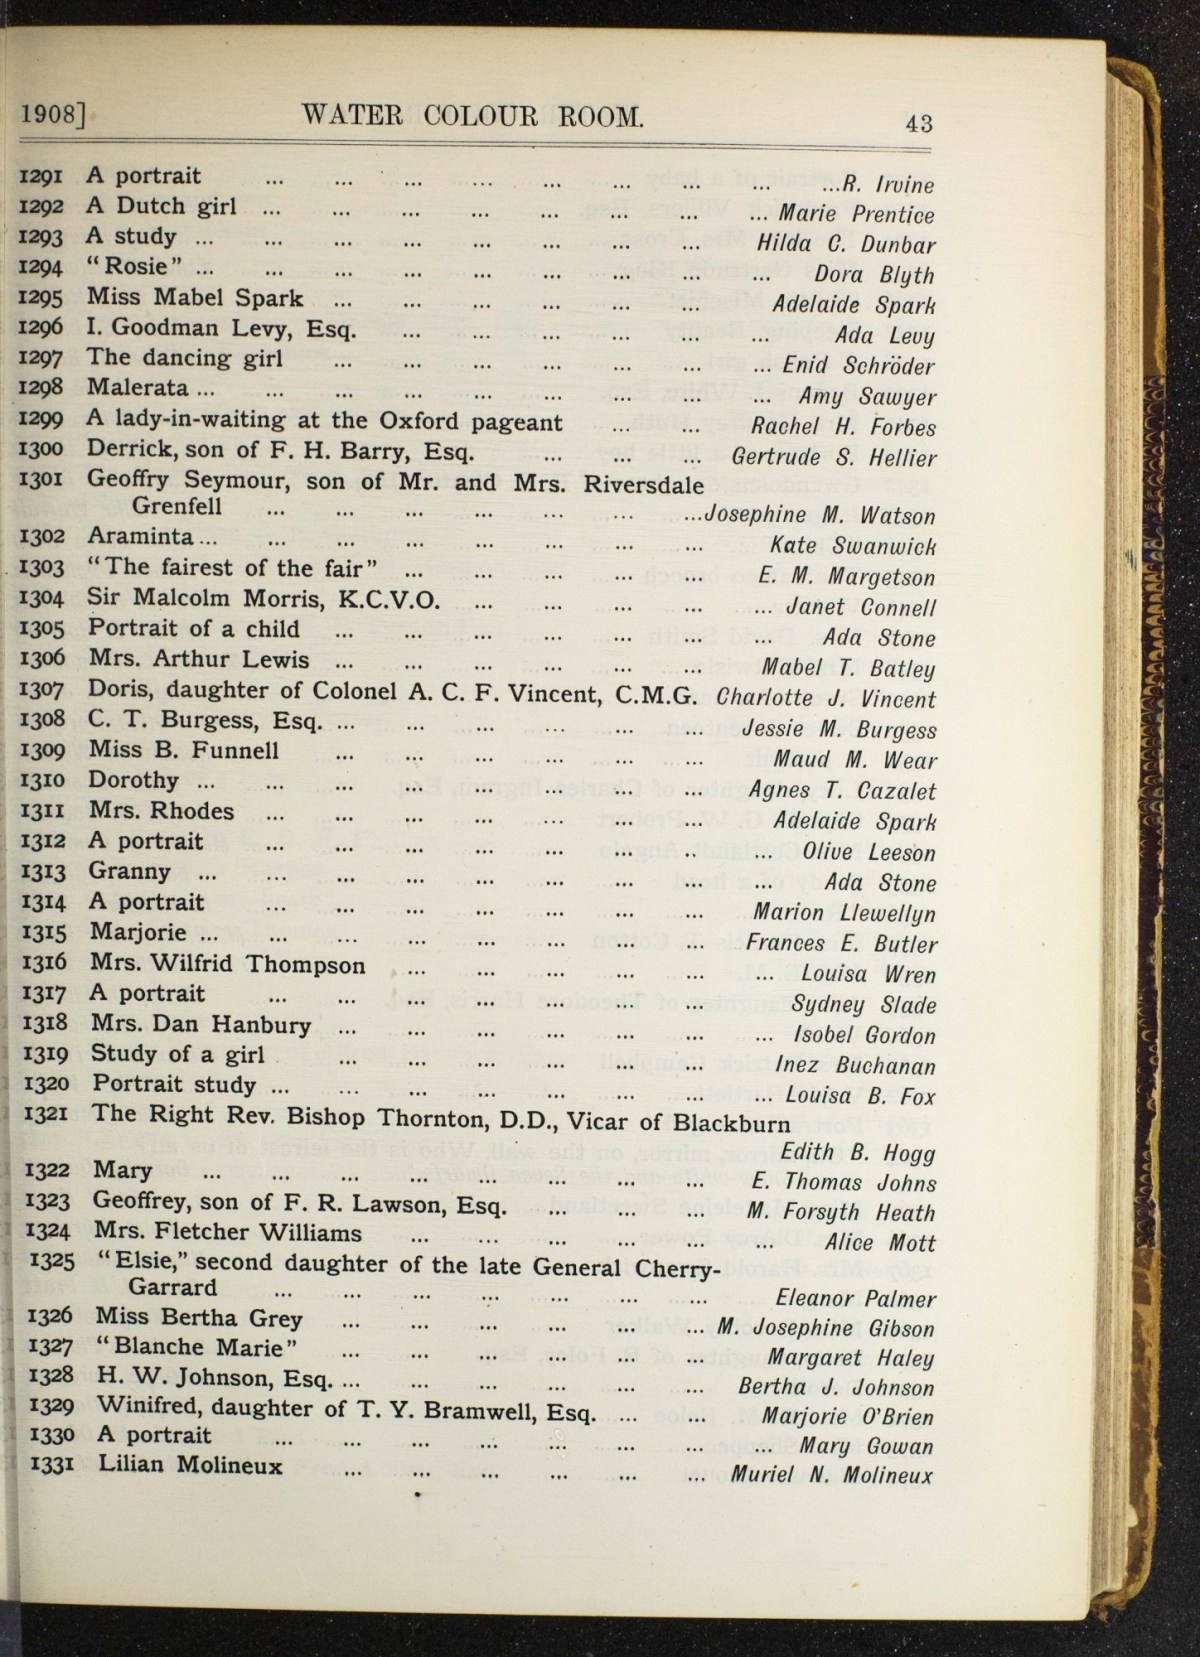 1908] WATER COLOUR ROOM. 43
1291 A portrait ... ... ... ... ... ... ... ... ...R. Irvine
1292 A Dutch girl ... ... ... ... ... ... ... ... Marie Prentice
1293 A study ... ... ... ... ... ... ... ... Hilda C. Dunbar
1294 "Rosie" ... ... ... ... ... ... ... ... ... Dora Blyth
1295 Miss Mabel Spark ... ... ... ... ... ... Adelaide Spark
1296 I. Goodman Levy, Esq. ... ... ... ... ... ... Ada Levy
1297 The dancing girl ... ... ... ... ... ... ... Enid Schröder
1298 Malerata ... ... ... ... ... ... ... ... ... Amy Sawyer
1299 A lady-in-waiting at the Oxford pageant ... ... Rachel H. Forbes
1300 Derrick, son of F. H. Barry, Esq. ... ... ... Gertrude S. Hellier
1301 Geoffry Seymour, son of Mr. and Mrs. Riversdale
Grenfell ... ... ... ... ... ... ...Josephine M. Watson
1302 Araminta ... ... ... ... ... ... ... ... Kate Swanwick
1303 "The fairest of the fair" ... ... ... ... ... E. M. Margetson
1304 Sir Malcolm Morris, K.C.V.O. ... ... ... ... ... Janet Connell
1305 Portrait of a child ... ... ... ... ... ... ... Ada Stone
1306 Mrs. Arthur Lewis ... ... ... ... ... ... Mabel T. Batley
1307 Doris, daughter of Colonel A. C. F. Vincent, C.M.G. Charlotte J. Vincent
1308 C. T. Burgess, Esq. ... ... ... ... ... ... Jessie M. Burgess
1309 Miss B. Funnell ... ... ... ... ... ... Maud M. Wear
1310 Dorothy ... ... ... ... ... ... ... ... Agnes T. Cazalet
1311 Mrs. Rhodes ... ... ... ... ... ... ... Adelaide Spark
1312 A portrait ... ... ... ... ... ... .. ... Olive Leeson
1313 Granny ... ... ... ... ... ... ... ... ... Ada Stone
1314 A portrait ... ... ... ... ... ... ... Marion Llewellyn
1315 Marjorie ... ... ... ... ... ... ... ... Frances E. Butler
1316 Mrs. Wilfrid Thompson ... ... ... ... ... ... Louisa Wren
1317 A portrait ... ... ... ... ... ... ... Sydney Slade
1318 Mrs. Dan Hanbury ... ... ... ... ... ... ... Isobel Gordon
1319 Study of a girl ... ... ... ... ... ... Inez Buchanan
1320 Portrait study ... ... ... ... ... ... ... ... Louisa B. Fox
1321 The Right Rev. Bishop Thornton, D.D., Vicar of Blackburn
Edith B. Hogg
1322 Mary ... ... ... ... ... ... ... ... E. Thomas Johns
1323 Geoffrey, son of F. R. Lawson, Esq. ... ... ... M. Forsyth Heath
1324 Mrs. Fletcher Williams ... ... ... ... ... ... Alice Mott
1325 "Elsie," second daughter of the late General Cherry-
Garrard ... ... ... ... ... ... ... Eleanor Palmer
1326 Miss Bertha Grey ... ... ... ... ... ... M. Josephine Gibson
1327 "Blanche Marie" ... ... ... ... ... ... Margaret Haley
1328 H. W. Johnson, Esq. ... ... ... ... ... ... Bertha J. Johnson
1329 Winifred, daughter of T. Y. Bramwell, Esq. ... ... Marjorie O'Brien
1330 A portrait ... ... ... ... ... ... ... ... Mary Gowan
1331 Lilian Molineux ... ... ... ... ... ... Muriel N. Molineux